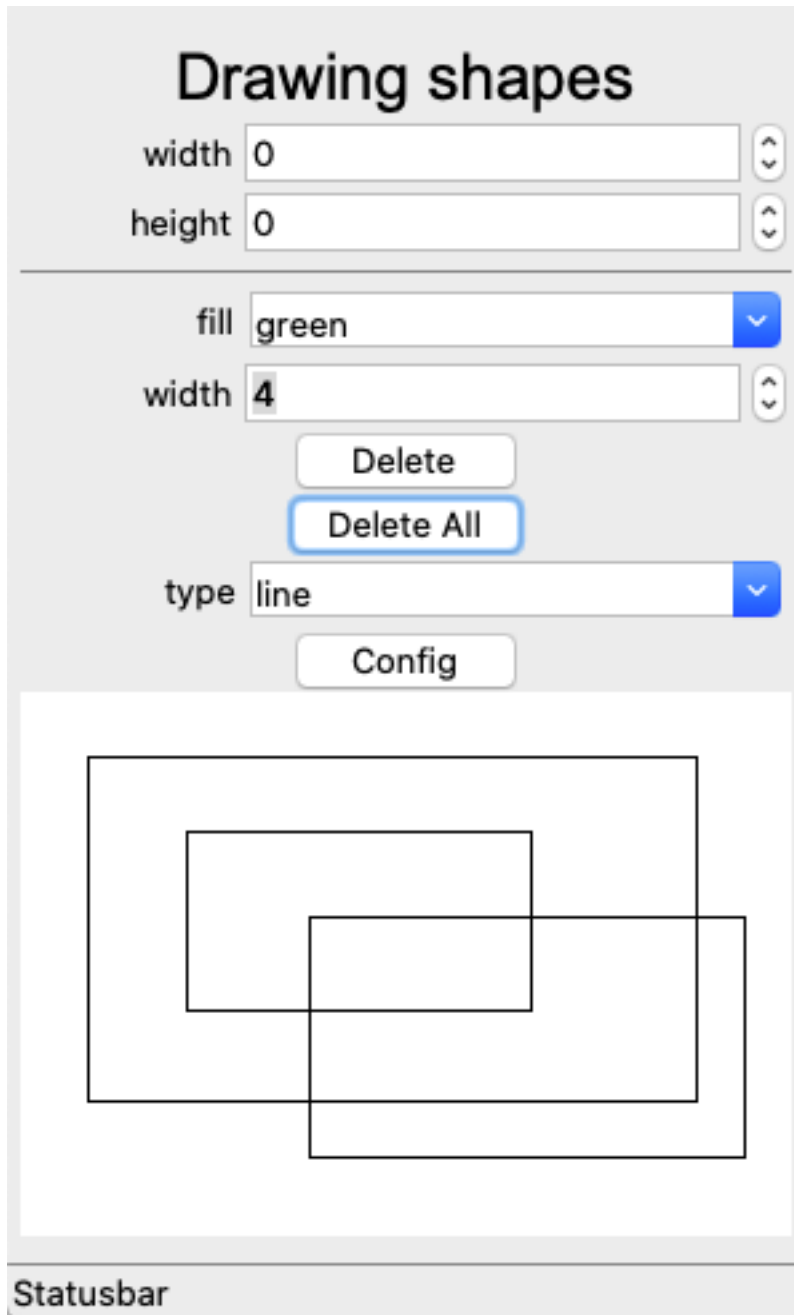 Drawing shapes
width 0
height 0
fill green
width 4
Delete
Delete All
type line
Config
Statusbar